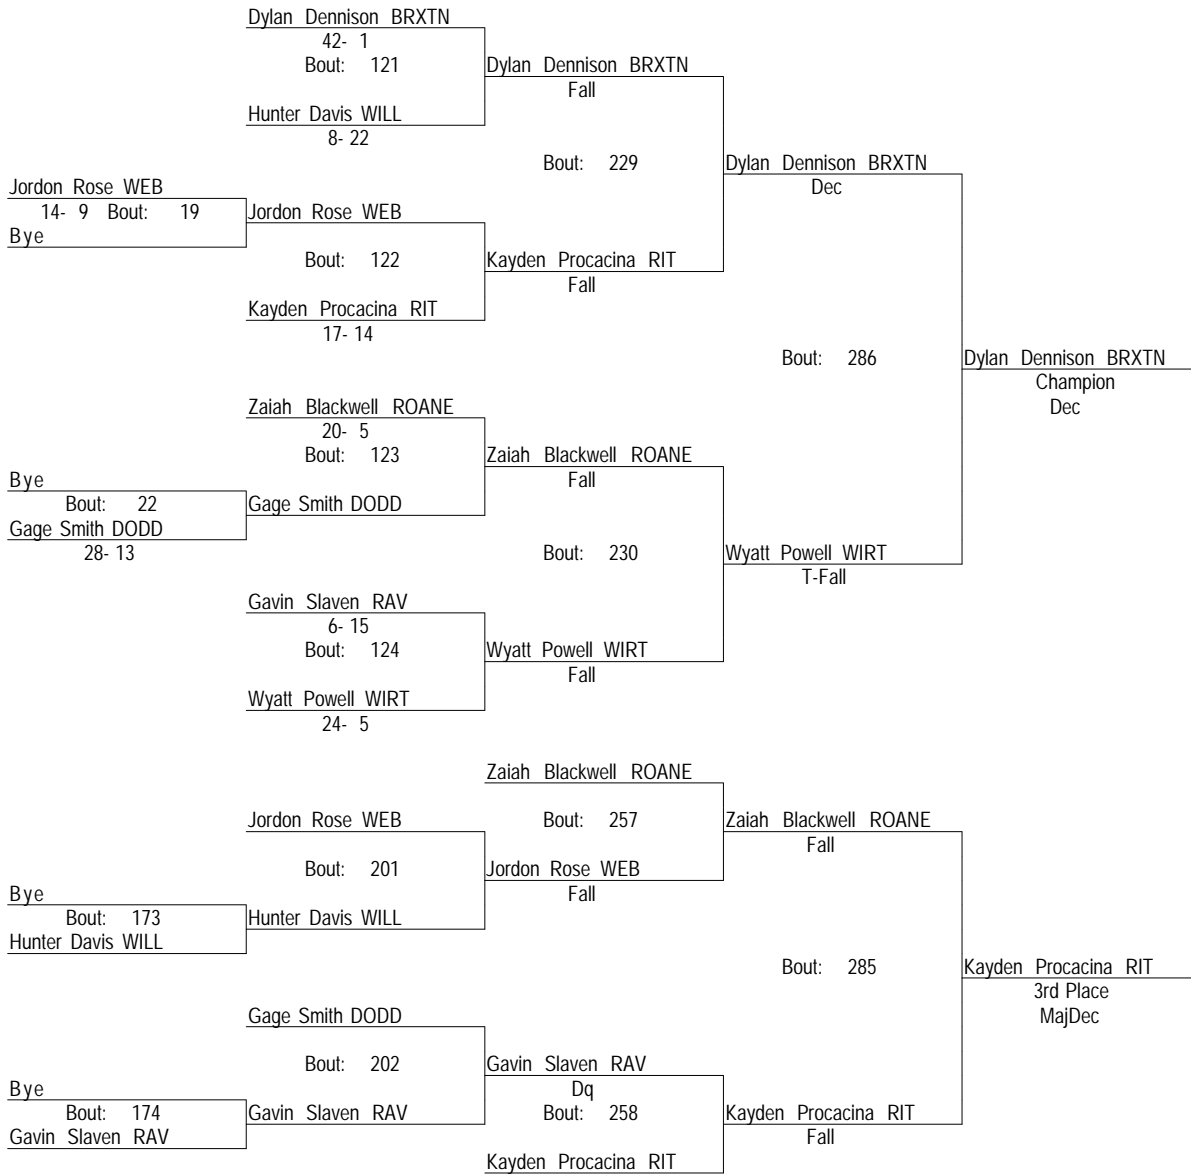 Dylan Dennison BRXTN
42- 1
Bout: 121
Dylan Dennison BRXTN
Fall
Hunter Davis WILL
8- 22
Bout: 229
Dylan Dennison BRXTN
Dec
Jordon Rose WEB
14- 9 Bout: 19
Jordon Rose WEB
Bye
Bout: 122
Kayden Procacina RIT
Fall
Kayden Procacina RIT
17- 14
Bout: 286
Dylan Dennison BRXTN
Champion
Dec
Zaiah Blackwell ROANE
20- 5
Bout: 123
Zaiah Blackwell ROANE
Fall
Bye
Bout: 22
Gage Smith DODD
Gage Smith DODD
28- 13
Bout: 230
Wyatt Powell WIRT
T-Fall
Gavin Slaven RAV
6- 15
Bout: 124
Wyatt Powell WIRT
Fall
Wyatt Powell WIRT
24- 5
Zaiah Blackwell ROANE
Jordon Rose WEB
Bout: 257
Zaiah Blackwell ROANE
Fall
Bout: 201
Jordon Rose WEB
Fall
Bye
Bout: 173
Hunter Davis WILL
Hunter Davis WILL
Bout: 285
Kayden Procacina RIT
3rd Place
MajDec
Gage Smith DODD
Bout: 202
Gavin Slaven RAV
Dq
Bye
Bout: 174
Gavin Slaven RAV
Bout: 258
Kayden Procacina RIT
Fall
Gavin Slaven RAV
Kayden Procacina RIT